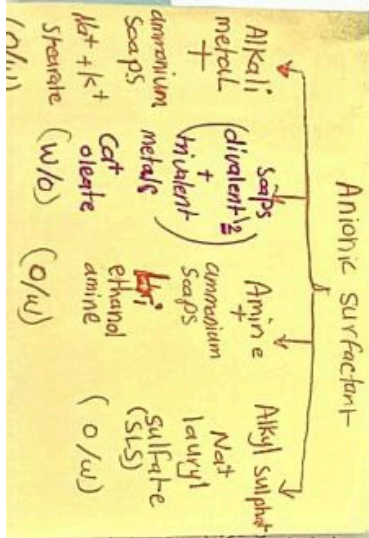 Anionic surfactant
Alkali
metal
+
ammonium
soaps
Na+ + K+
stearate
(O/W)
soaps
(divalent
+
trivalent)
metals
Ca+
oleate
(W/O)
Amine
+
ammonium
soaps
tri
ethanol
amine
(O/W)
Alkyl sulphat
Na+
lauryl
sulfate
(SLS)
(O/W)